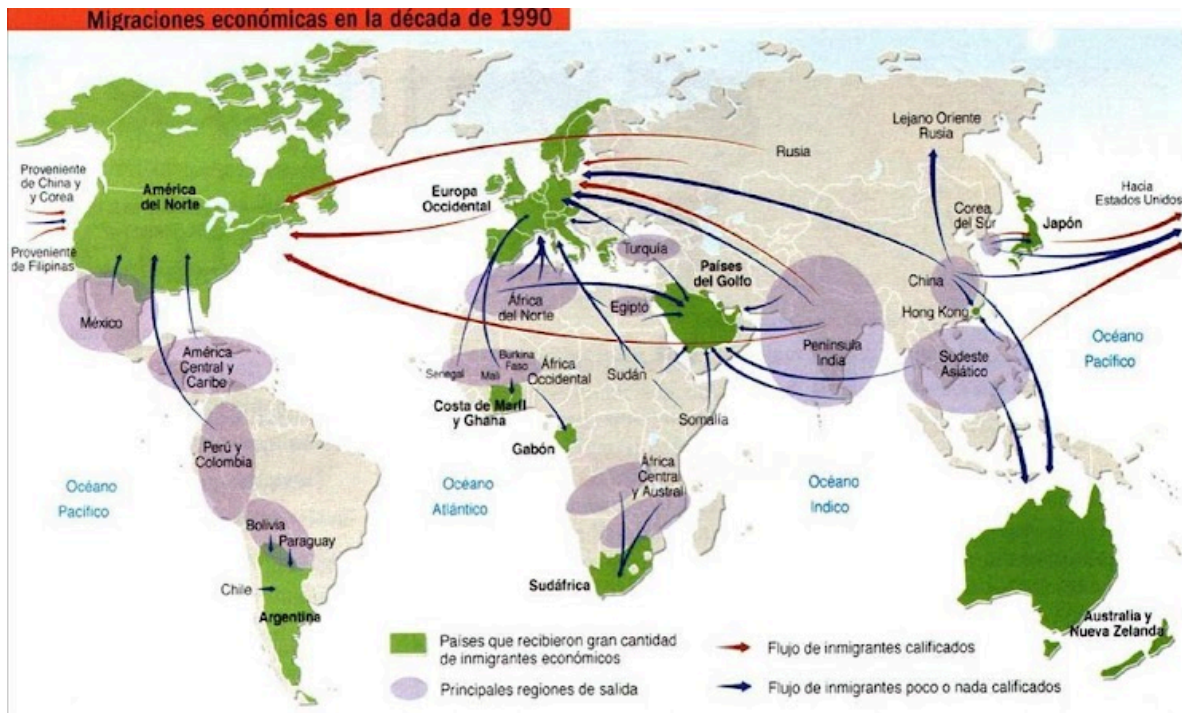 Migraciones económicas en la década de 1990
Lejano Oriente
Rusia
Rusia
Proveniente
de China y
y Corea
América
del Norte
Europa
Occidental
Hacia
Estados Unidos
Corea
del Sur
Japón
Proveniente
de Filipinas
Turquía
Países
del Golfo
China
México
África
del Norte
Egipto
Hong Kong
Océano
Pacífico
América
Central y
Caribe
Senegal
Mali
Burkina
Faso
África
Occidental
Sudán
Península
India
Sudeste
Asiático
Costa de Marfil
y Ghana
Somalía
Gabón
Perú y
Colombia
África
Central
y Austral
Océano
Pacífico
Océano
Atlántico
Océano
Indico
Bolivia
Paraguay
Chile
Argentina
Sudáfrica
Australia y
Nueva Zelanda
Países que recibieron gran cantidad
de inmigrantes económicos
Principales regiones de salida
Flujo de inmigrantes calificados
Flujo de inmigrantes poco o nada calificados